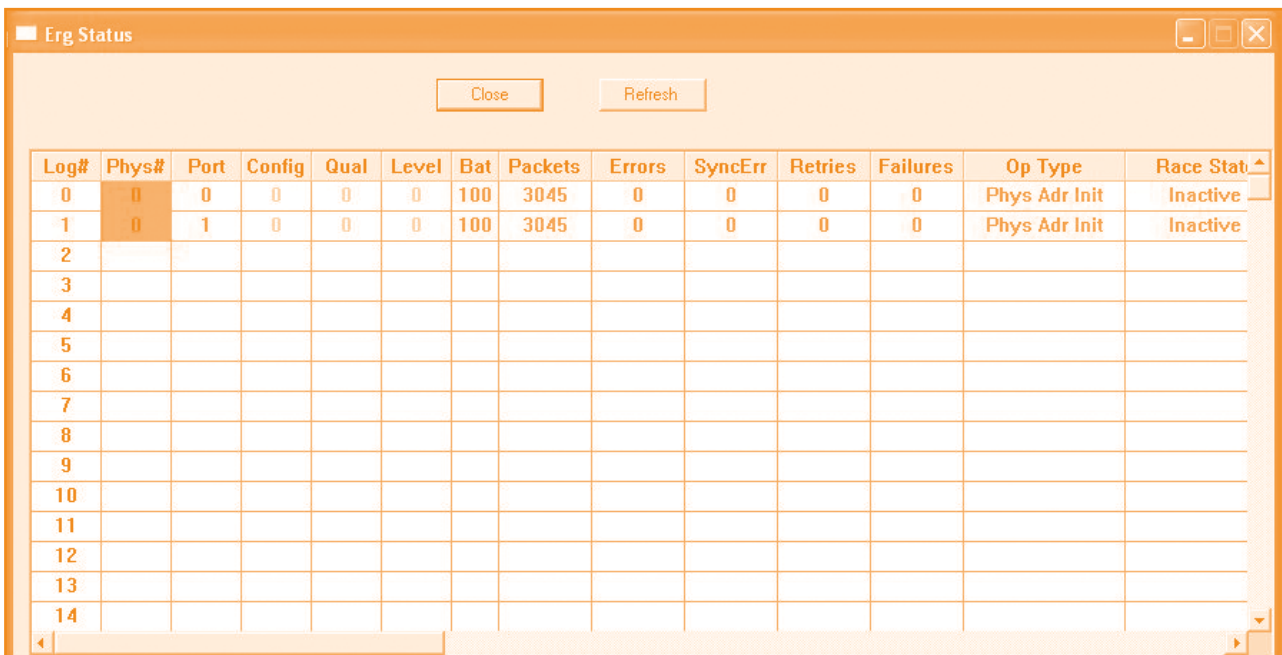 Erg Status
Close Refresh
Log# Phys# Port Config Qual Level Bat Packets Errors SyncErr Retries Failures Op Type Race Stat
0 0 0 0 0 0 100 3045 0 0 0 0 Phys Adr Init Inactive
1 0 1 0 0 0 100 3045 0 0 0 0 Phys Adr Init Inactive
2
3
4
5
6
7
8
9
10
11
12
13
14